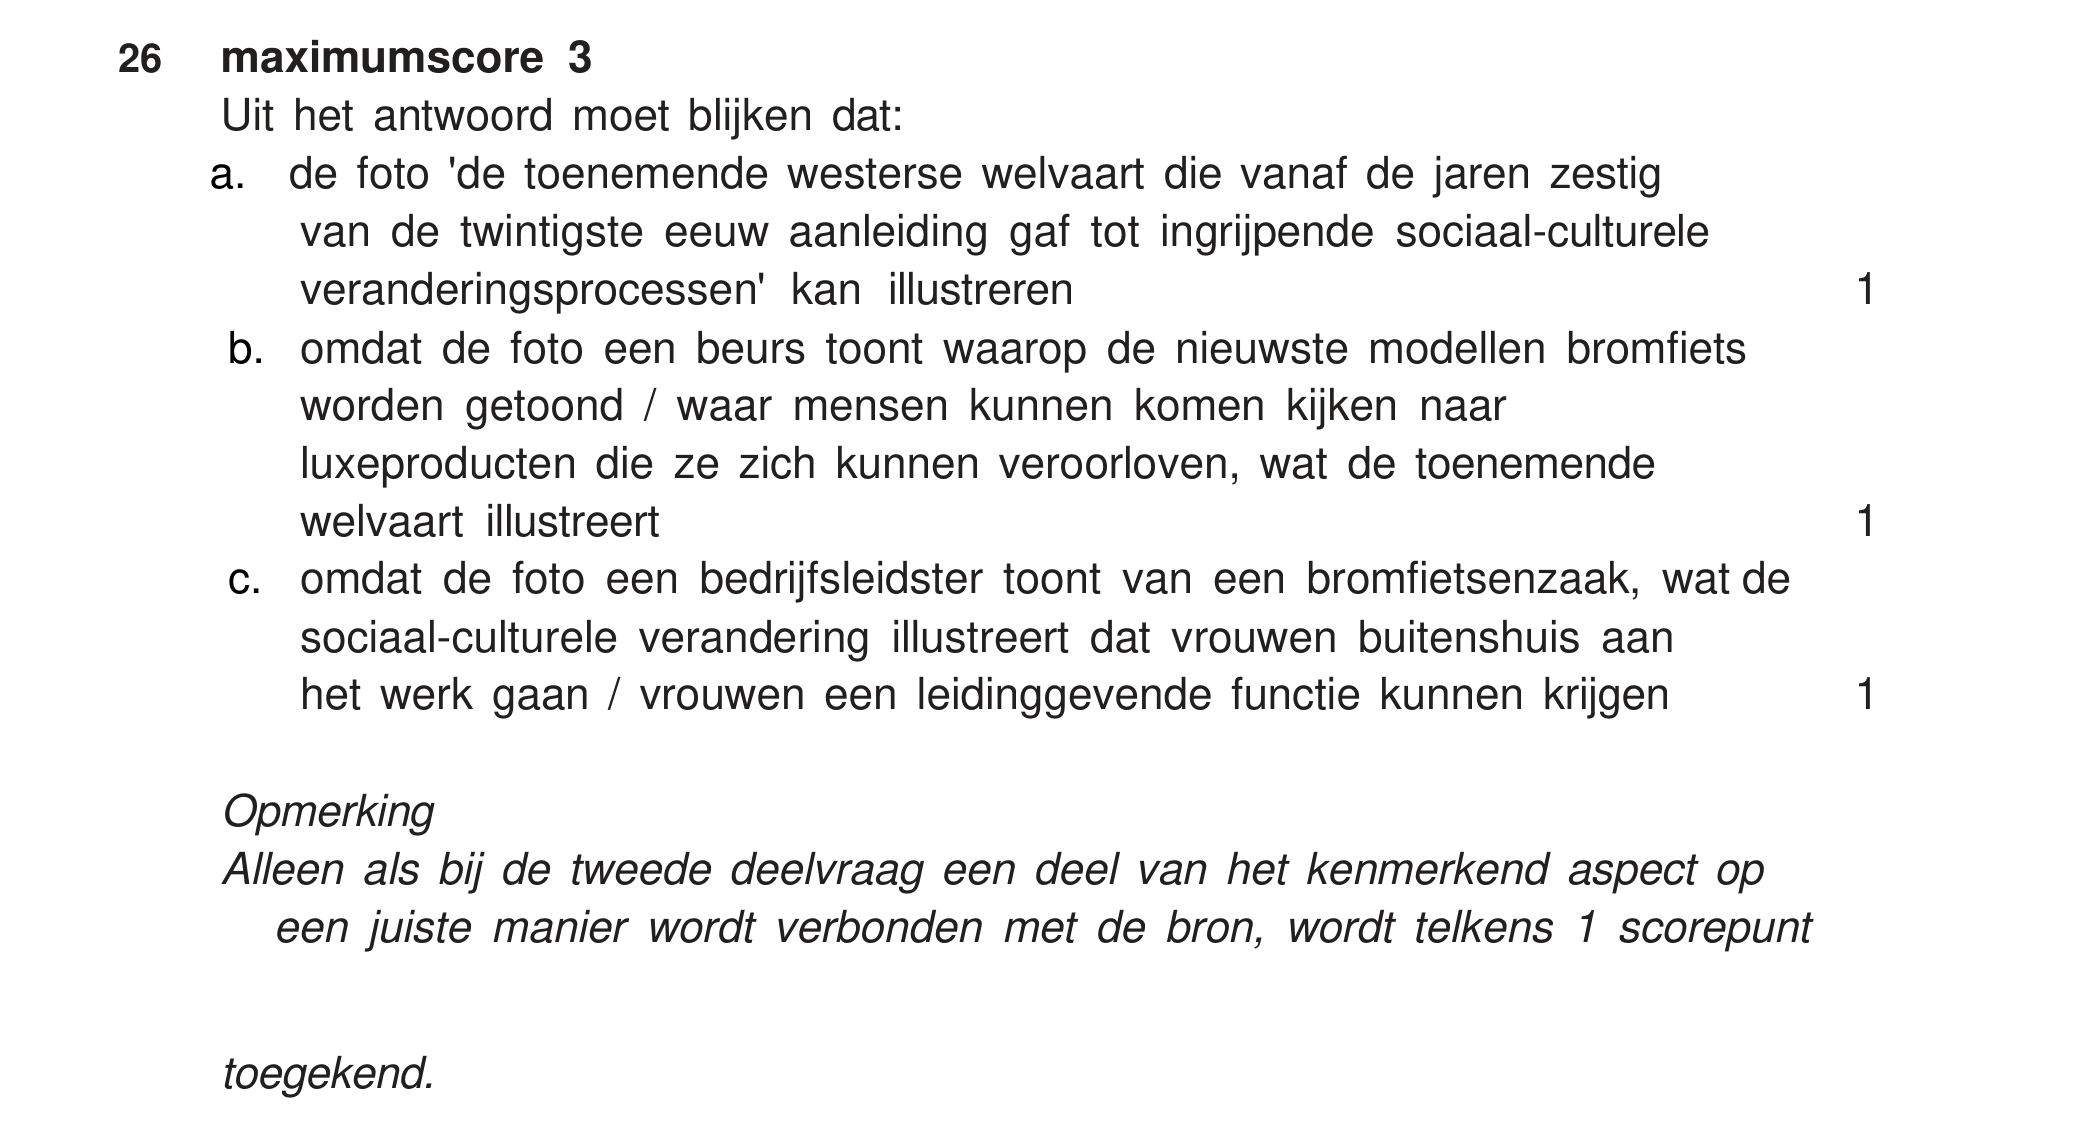 26 maximumscore 3
Uit het antwoord moet blijken dat:
a. de foto 'de toenemende westerse welvaart die vanaf de jaren zestig
van de twintigste eeuw aanleiding gaf tot ingrijpende sociaal-culturele
veranderingsprocessen' kan illustreren 1
b. omdat de foto een beurs toont waarop de nieuwste modellen bromfiets
worden getoond / waar mensen kunnen komen kijken naar
luxeproducten die ze zich kunnen veroorloven, wat de toenemende
welvaart illustreert 1
c. omdat de foto een bedrijfsleidster toont van een bromfietsenzaak, wat de
sociaal-culturele verandering illustreert dat vrouwen buitenshuis aan
het werk gaan / vrouwen een leidinggevende functie kunnen krijgen 1
Opmerking
Alleen als bij de tweede deelvraag een deel van het kenmerkend aspect op
een juiste manier wordt verbonden met de bron, wordt telkens 1 scorepunt
toegekend.